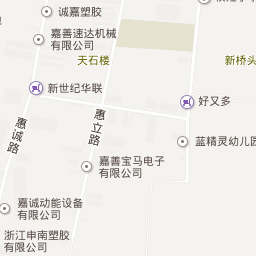 诚嘉塑胶
嘉善速达机械
有限公司
天石楼
新桥头
新世纪华联
好又多
惠诚路
惠立路
蓝精灵幼儿园
嘉善宝马电子
有限公司
嘉诚动能设备
有限公司
浙江申南塑胶
有限公司